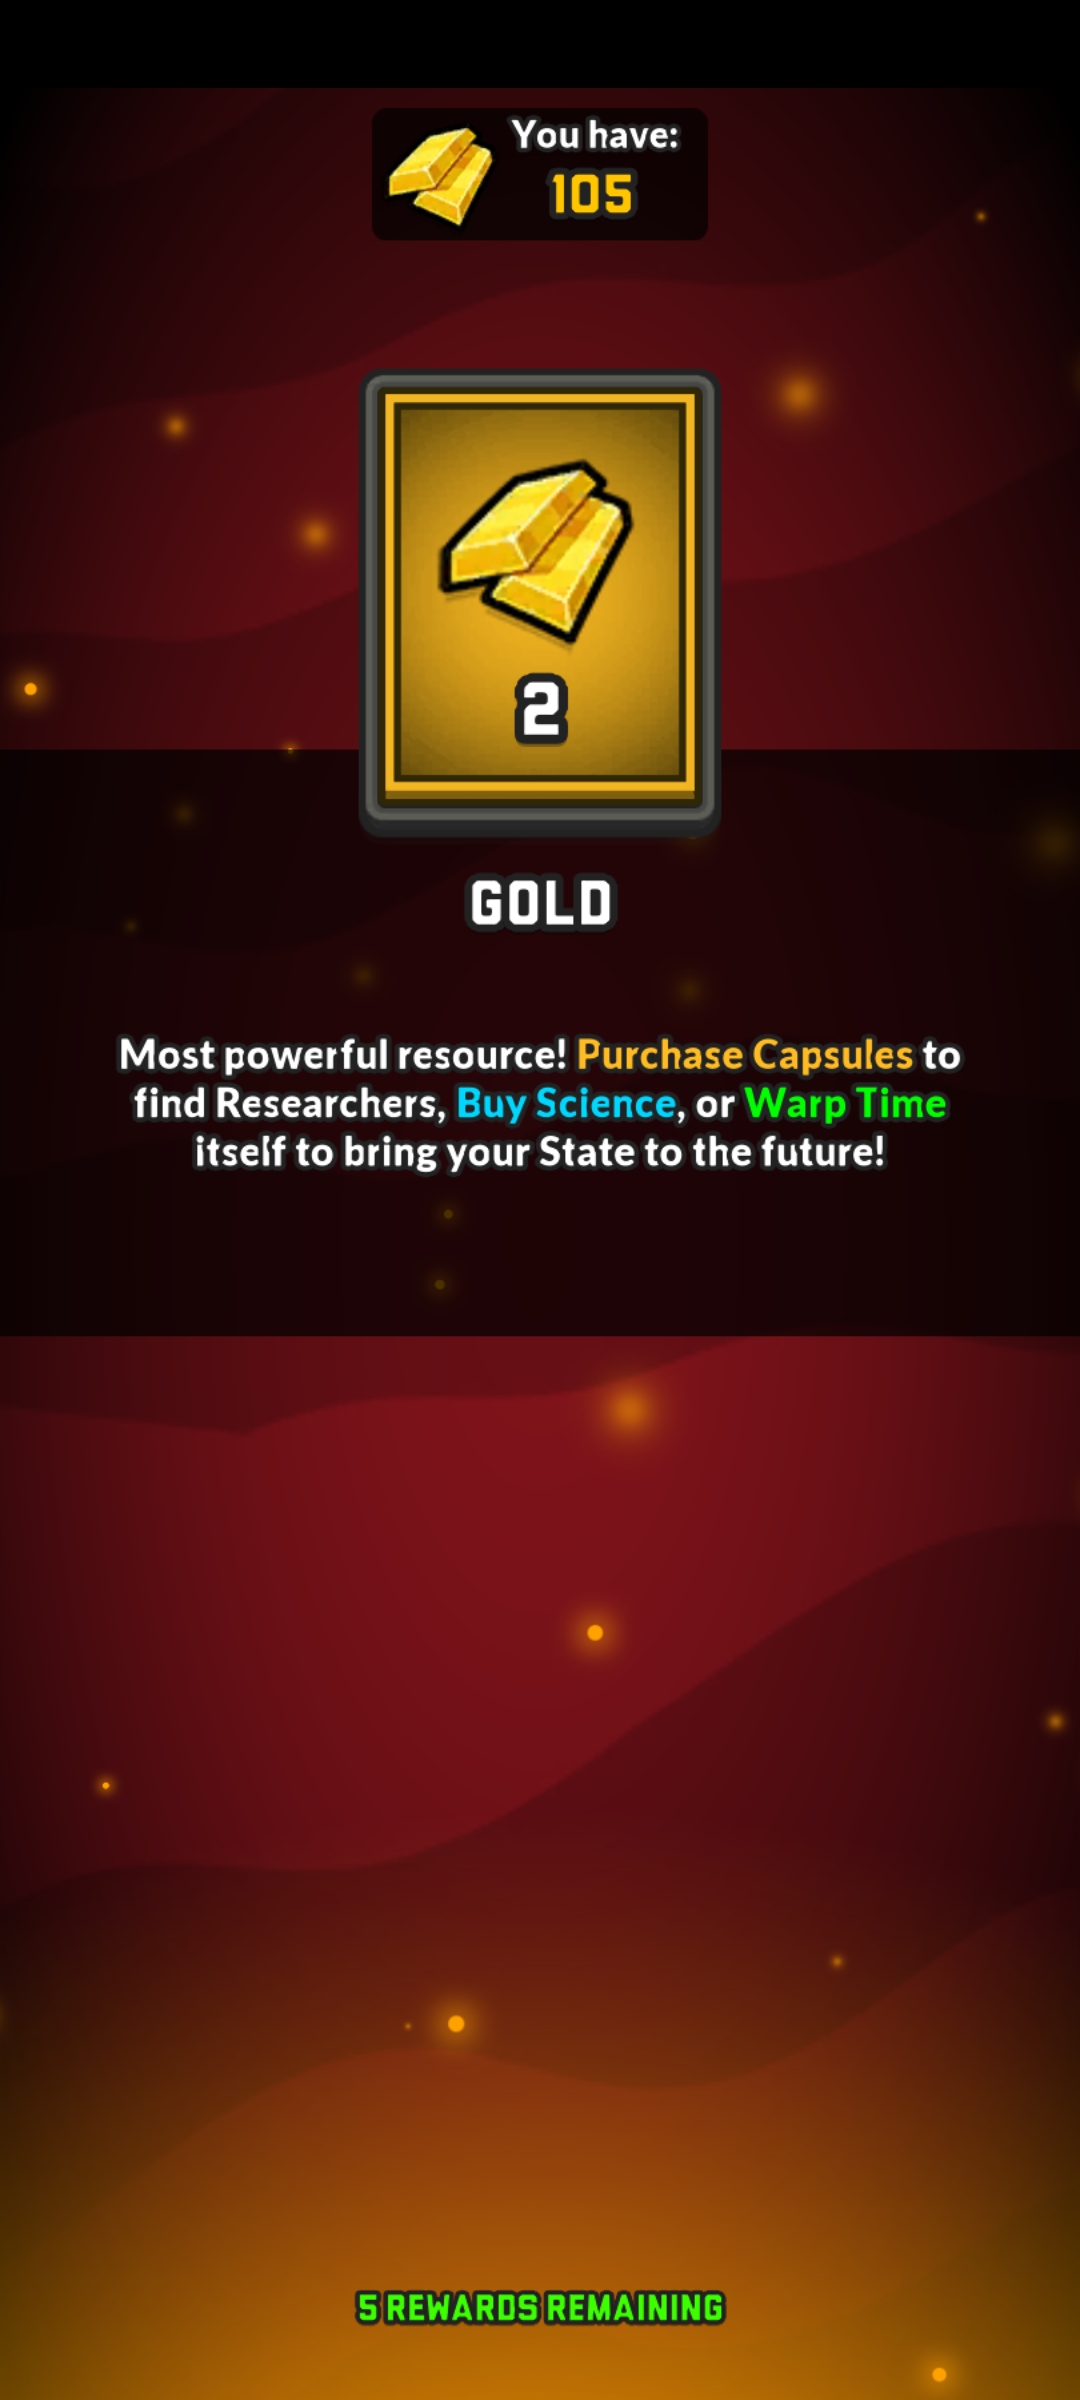 You have:
105
2
GOLD
Most powerful resource! Purchase Capsules to
find Researchers, Buy Science, or Warp Time
itself to bring your State to the future!
5 REWARDS REMAINING